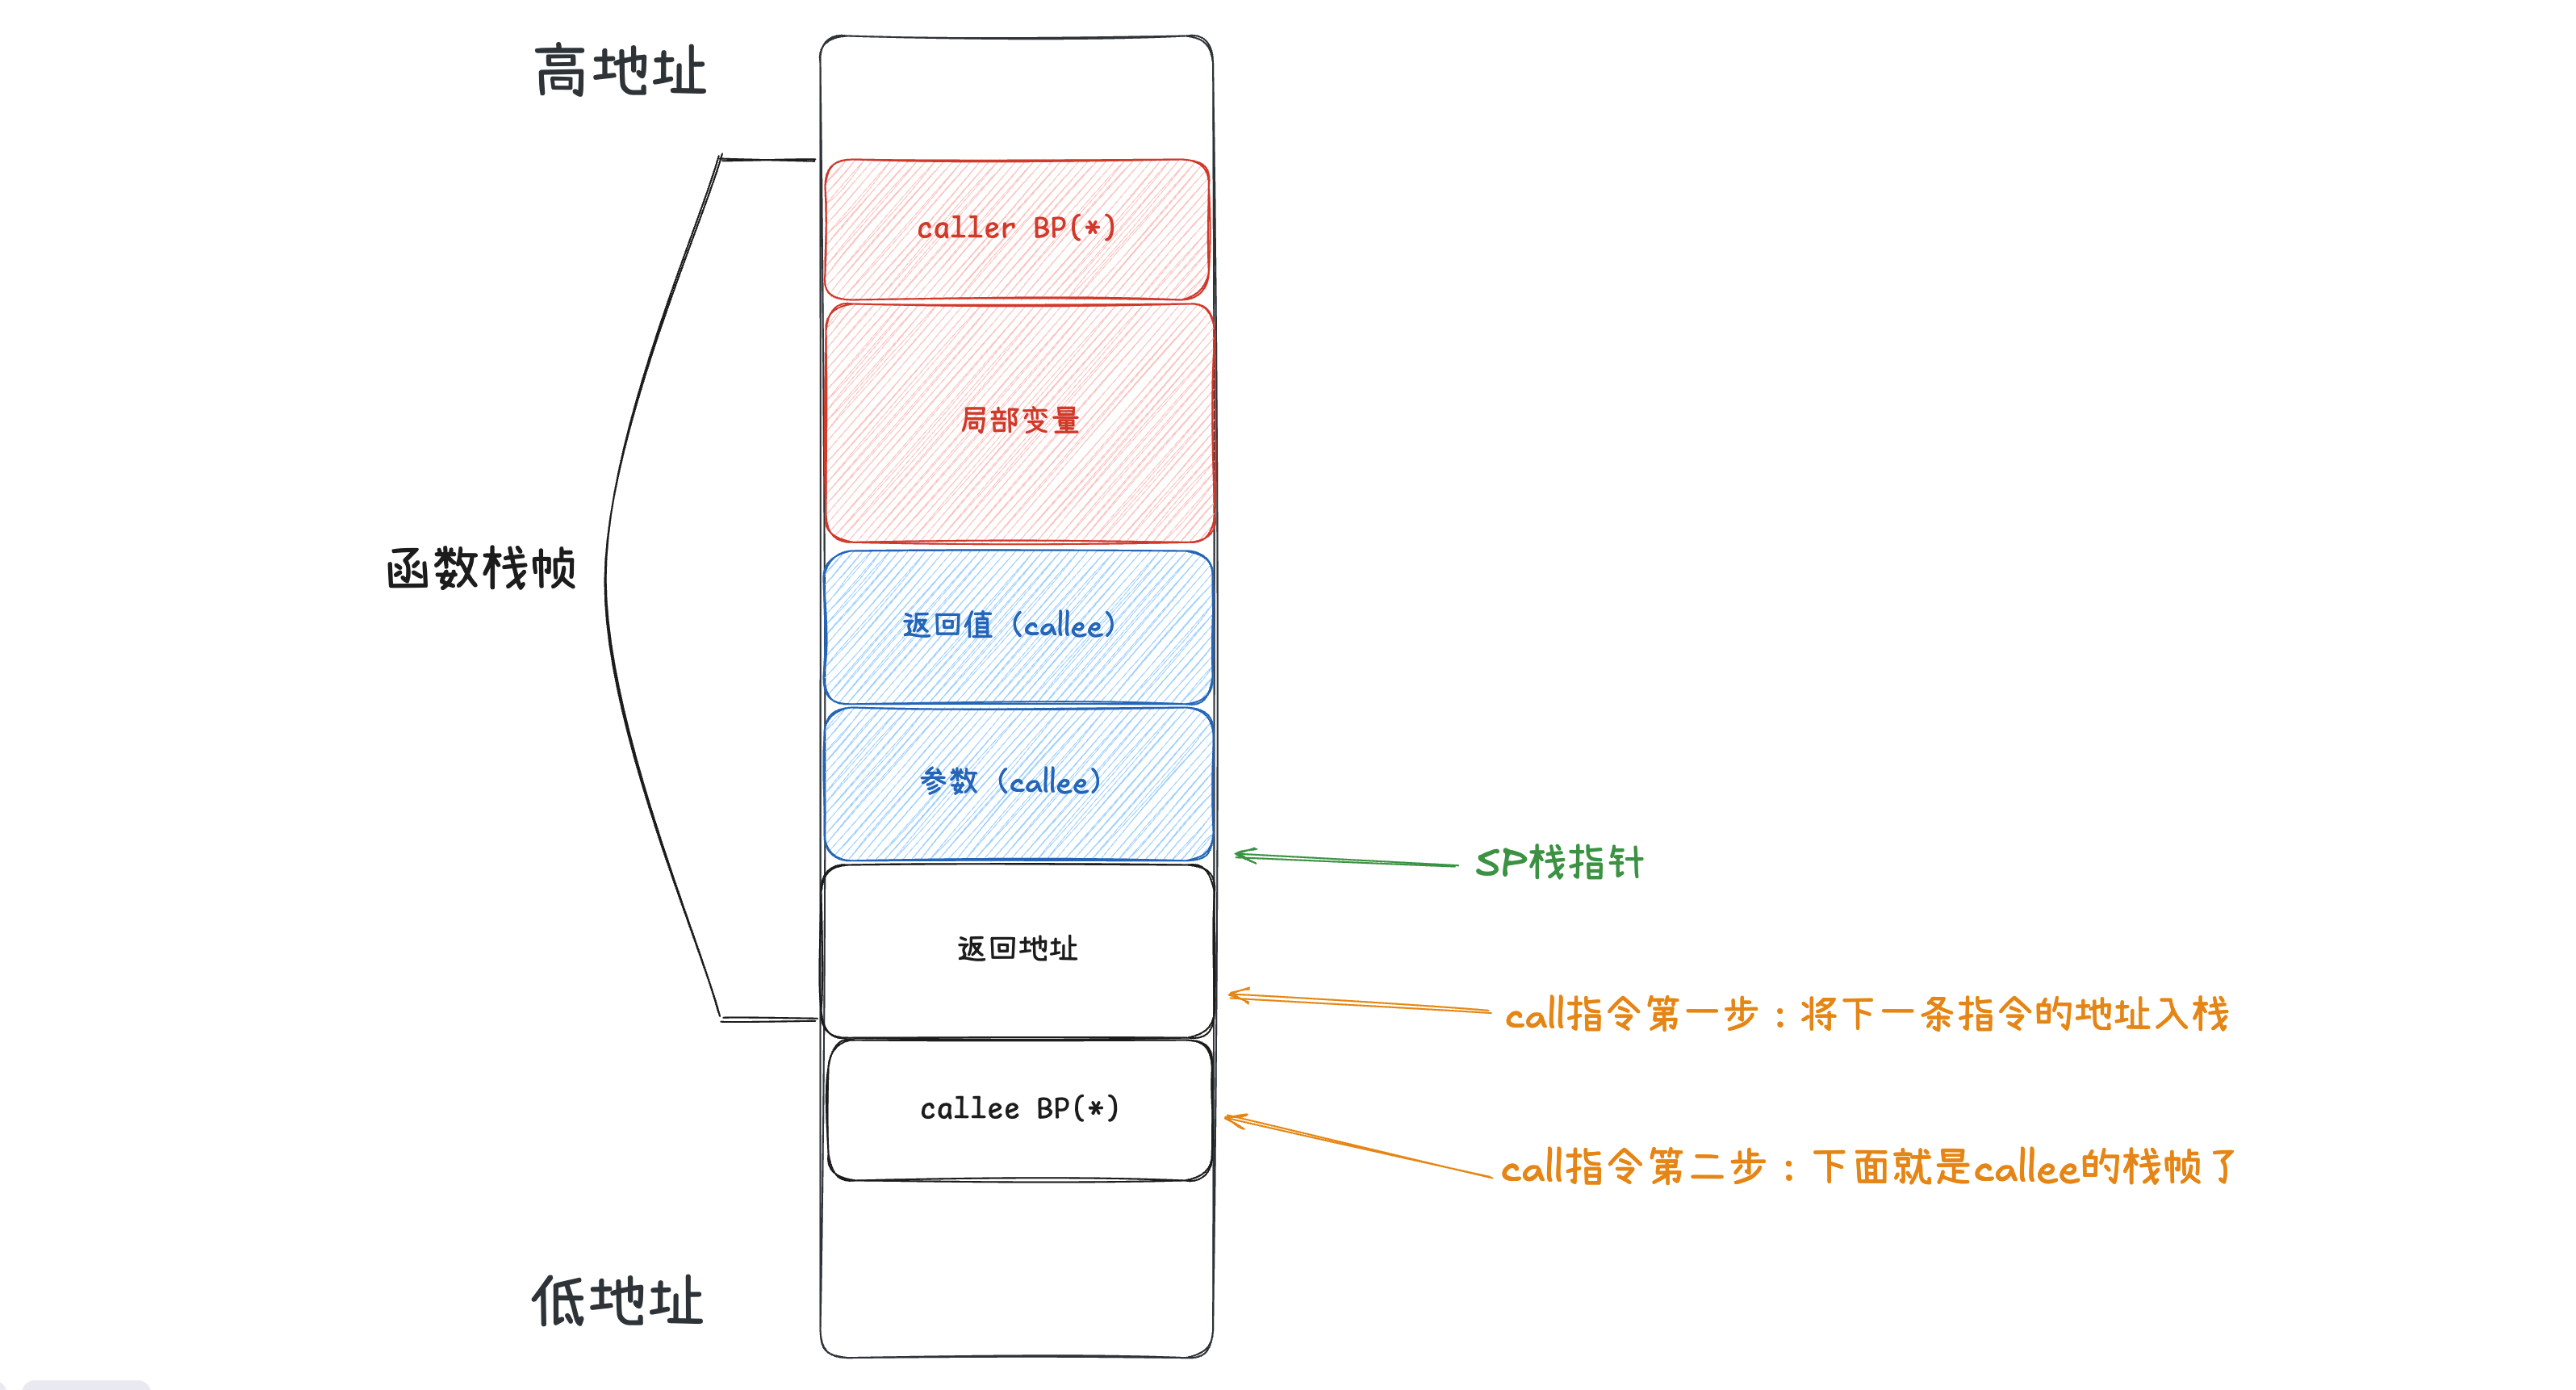 高地址
caller BP(*)
局部变量
函数栈帧
返回值（callee）
参数（callee）
SP栈指针
返回地址
call指令第一步：将下一条指令的地址入栈
callee BP(*)
call指令第二步：下面就是callee的栈帧了
低地址